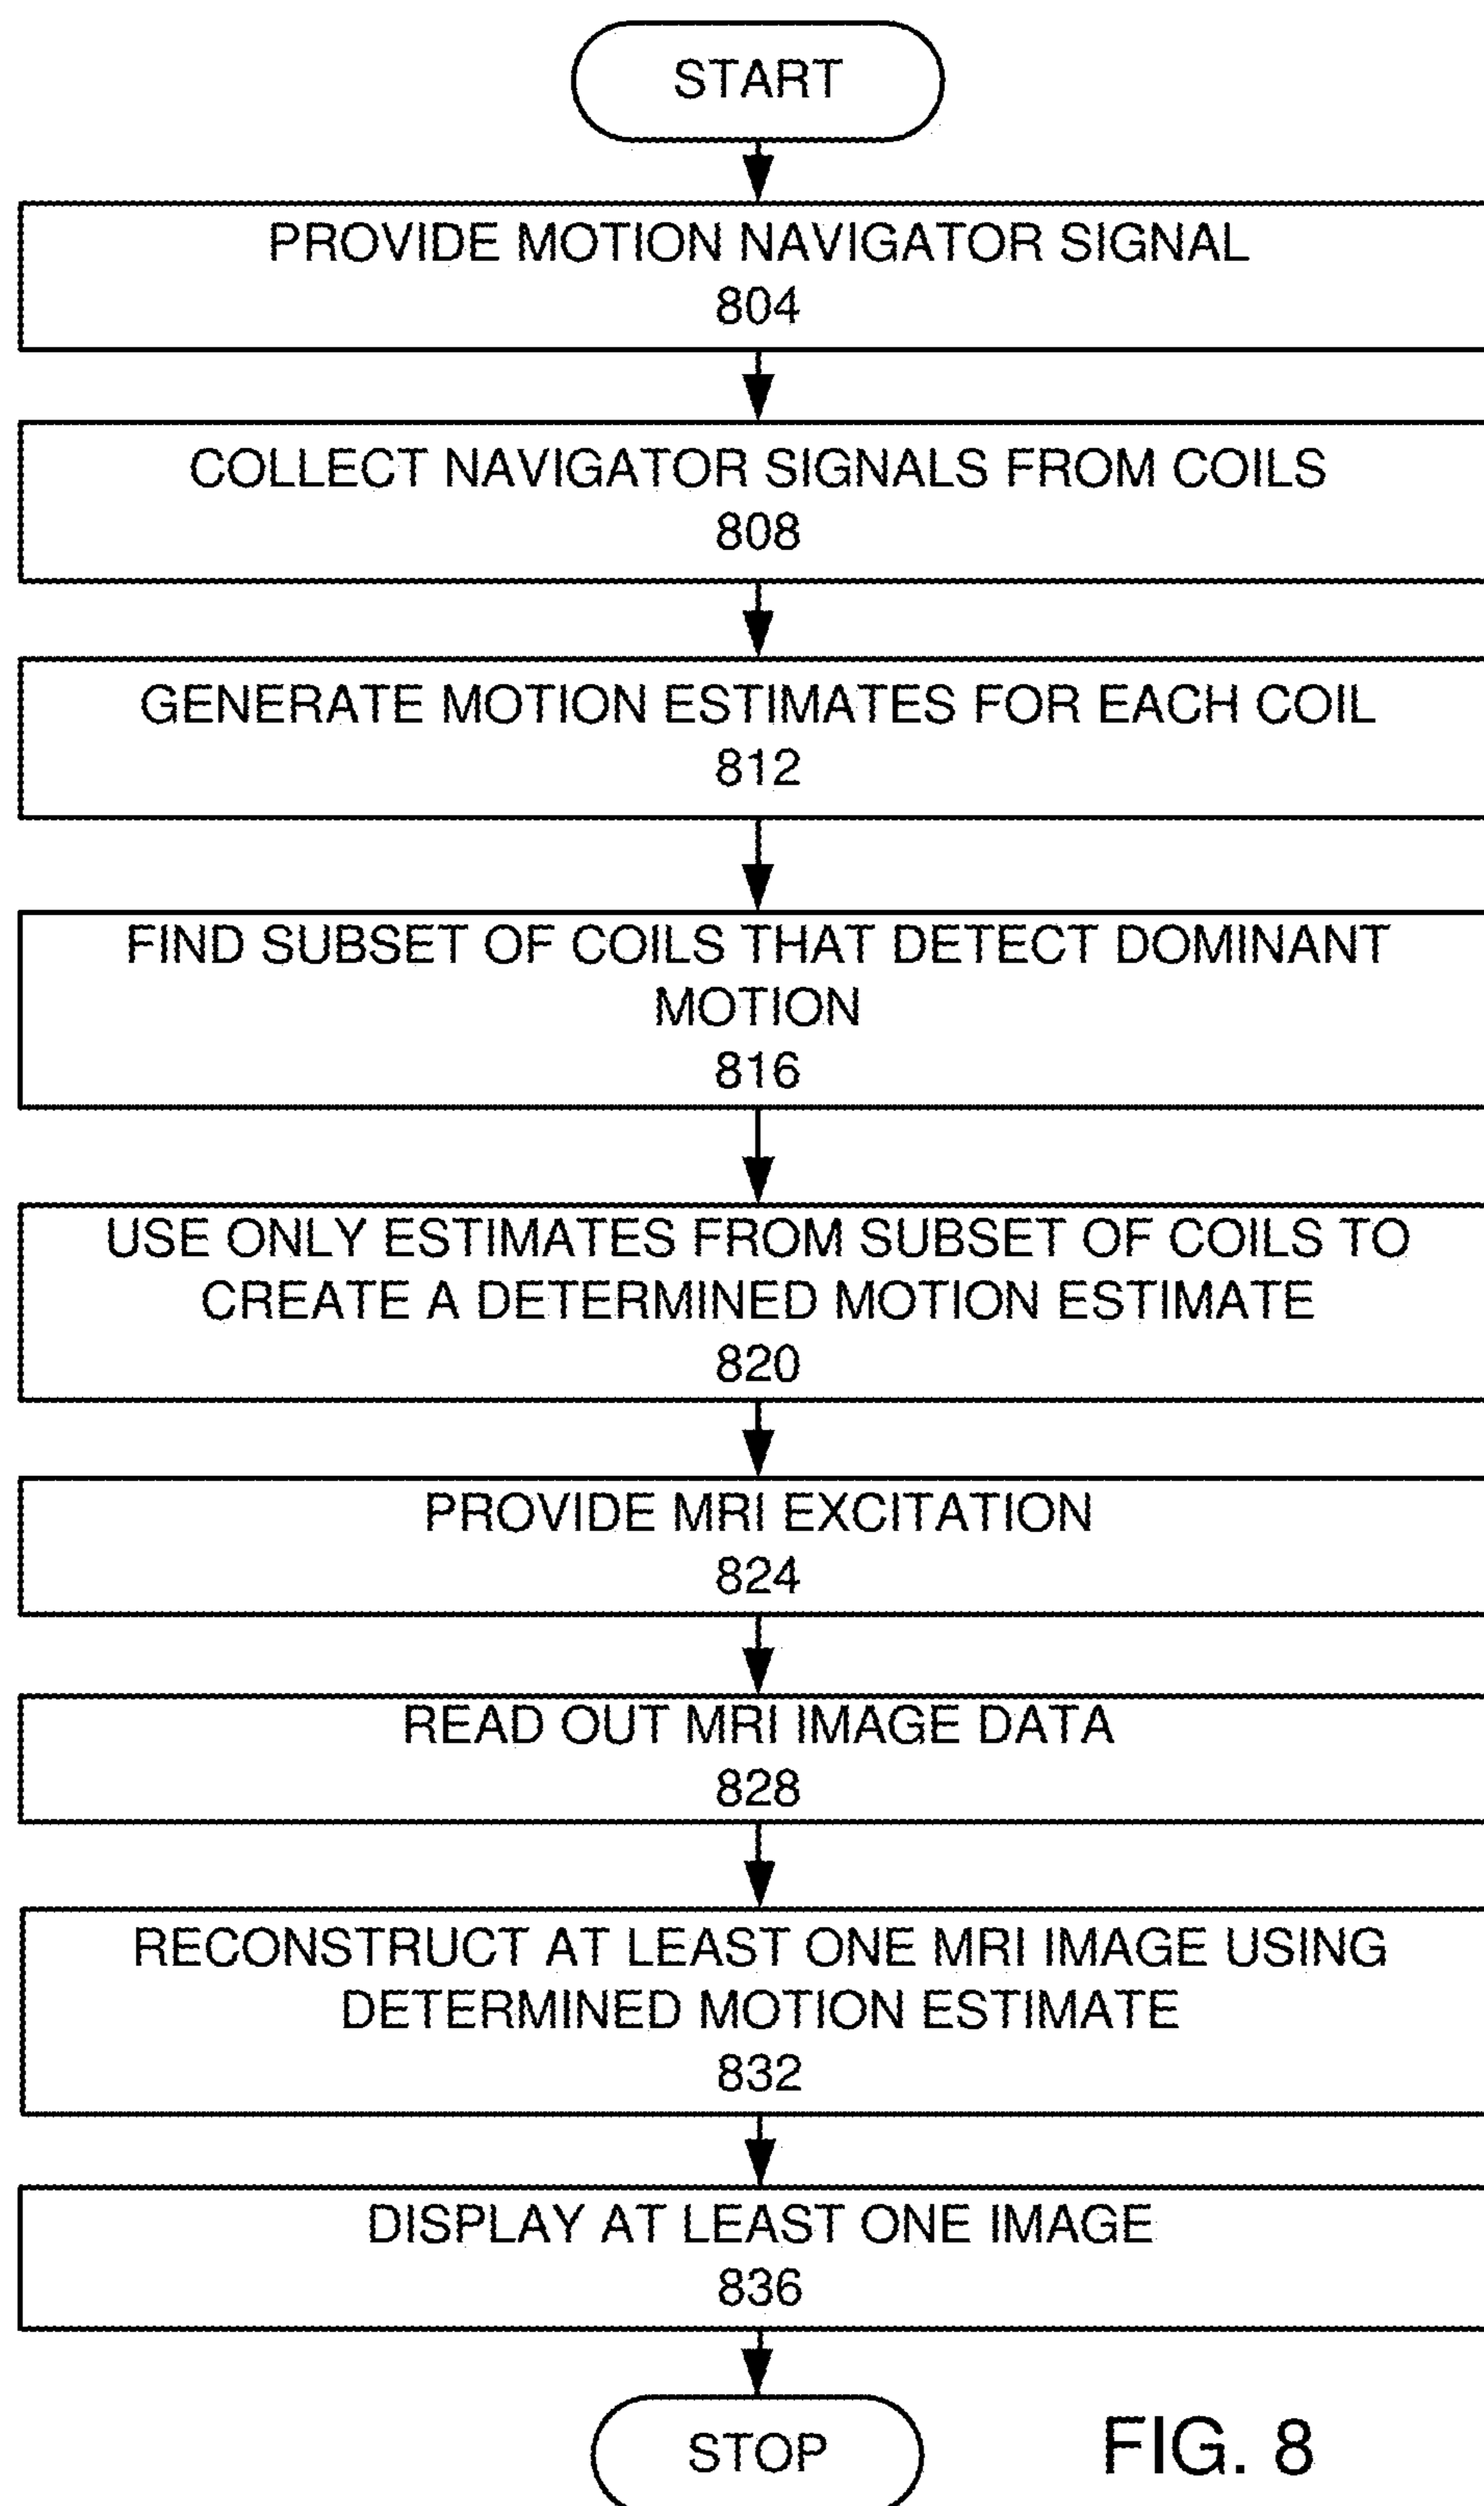 START
PROVIDE MOTION NAVIGATOR SIGNAL
804
COLLECT NAVIGATOR SIGNALS FROM COILS
808
GENERATE MOTION ESTIMATES FOR EACH COIL
812
FIND SUBSET OF COILS THAT DETECT DOMINANT
MOTION
816
USE ONLY ESTIMATES FROM SUBSET OF COILS TO
CREATE A DETERMINED MOTION ESTIMATE
820
PROVIDE MRI EXCITATION
824
READ OUT MRI IMAGE DATA
828
RECONSTRUCT AT LEAST ONE MRI IMAGE USING
DETERMINED MOTION ESTIMATE
832
DISPLAY AT LEAST ONE IMAGE
836
STOP
FIG. 8